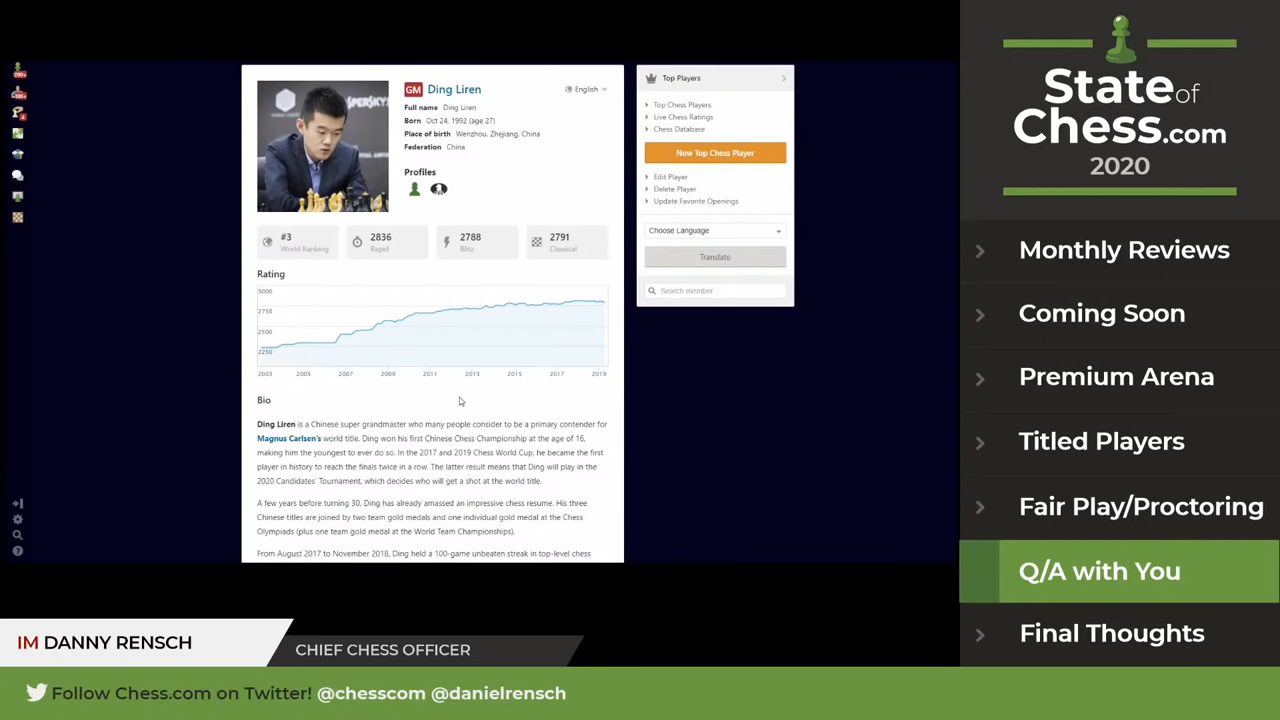 GM Ding Liren
English
Full name Ding Liren
Born Oct 24, 1992 (age 27)
Place of birth Wenzhou, Zhejiang, China
Federation China
Profiles
#3
World Ranking
2836
Rapid
2788
Blitz
2791
Classical
Rating
3000
2750
2500
2250
2003 2005 2007 2009 2011 2013 2015 2017 2019
Bio
Ding Liren is a Chinese super grandmaster who many people consider to be a primary contender for
Magnus Carlsen's world title. Ding won his first Chinese Chess Championship at the age of 16,
making him the youngest to ever do so. In the 2017 and 2019 Chess World Cup, he became the first
player in history to reach the finals twice in a row. The latter result means that Ding will play in the
2020 Candidates' Tournament, which decides who will get a shot at the world title.
A few years before turning 30, Ding has already amassed an impressive chess resume. His three
Chinese titles are joined by two team gold medals and one individual gold medal at the Chess
Olympiads (plus one team gold medal at the World Team Championships).
From August 2017 to November 2018, Ding held a 100-game unbeaten streak in top-level chess
Top Players
Top Chess Players
Live Chess Ratings
Chess Database
New Top Chess Player
Edit Player
Delete Player
Update Favorite Openings
Choose Language
Translate
Search member
State of
Chess.com
2020
Monthly Reviews
Coming Soon
Premium Arena
Titled Players
Fair Play/Proctoring
Q/A with You
Final Thoughts
IM DANNY RENSCH
CHIEF CHESS OFFICER
Follow Chess.com on Twitter! @chesscom @danielrensch